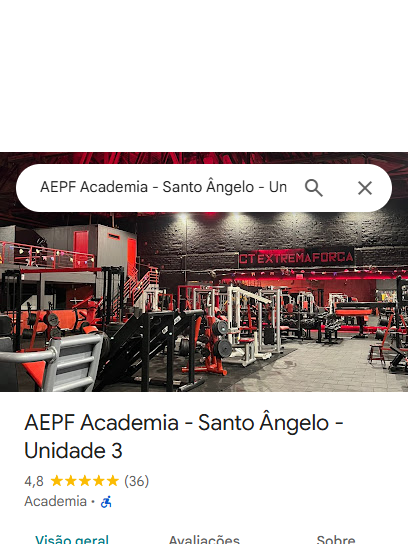 AEPF Academia - Santo Ângelo - Un
CT EXTREMA FORÇA
AEPF Academia - Santo Ângelo -
Unidade 3
4,8 (36)
Academia ·
Visão geral Avaliações Sobre